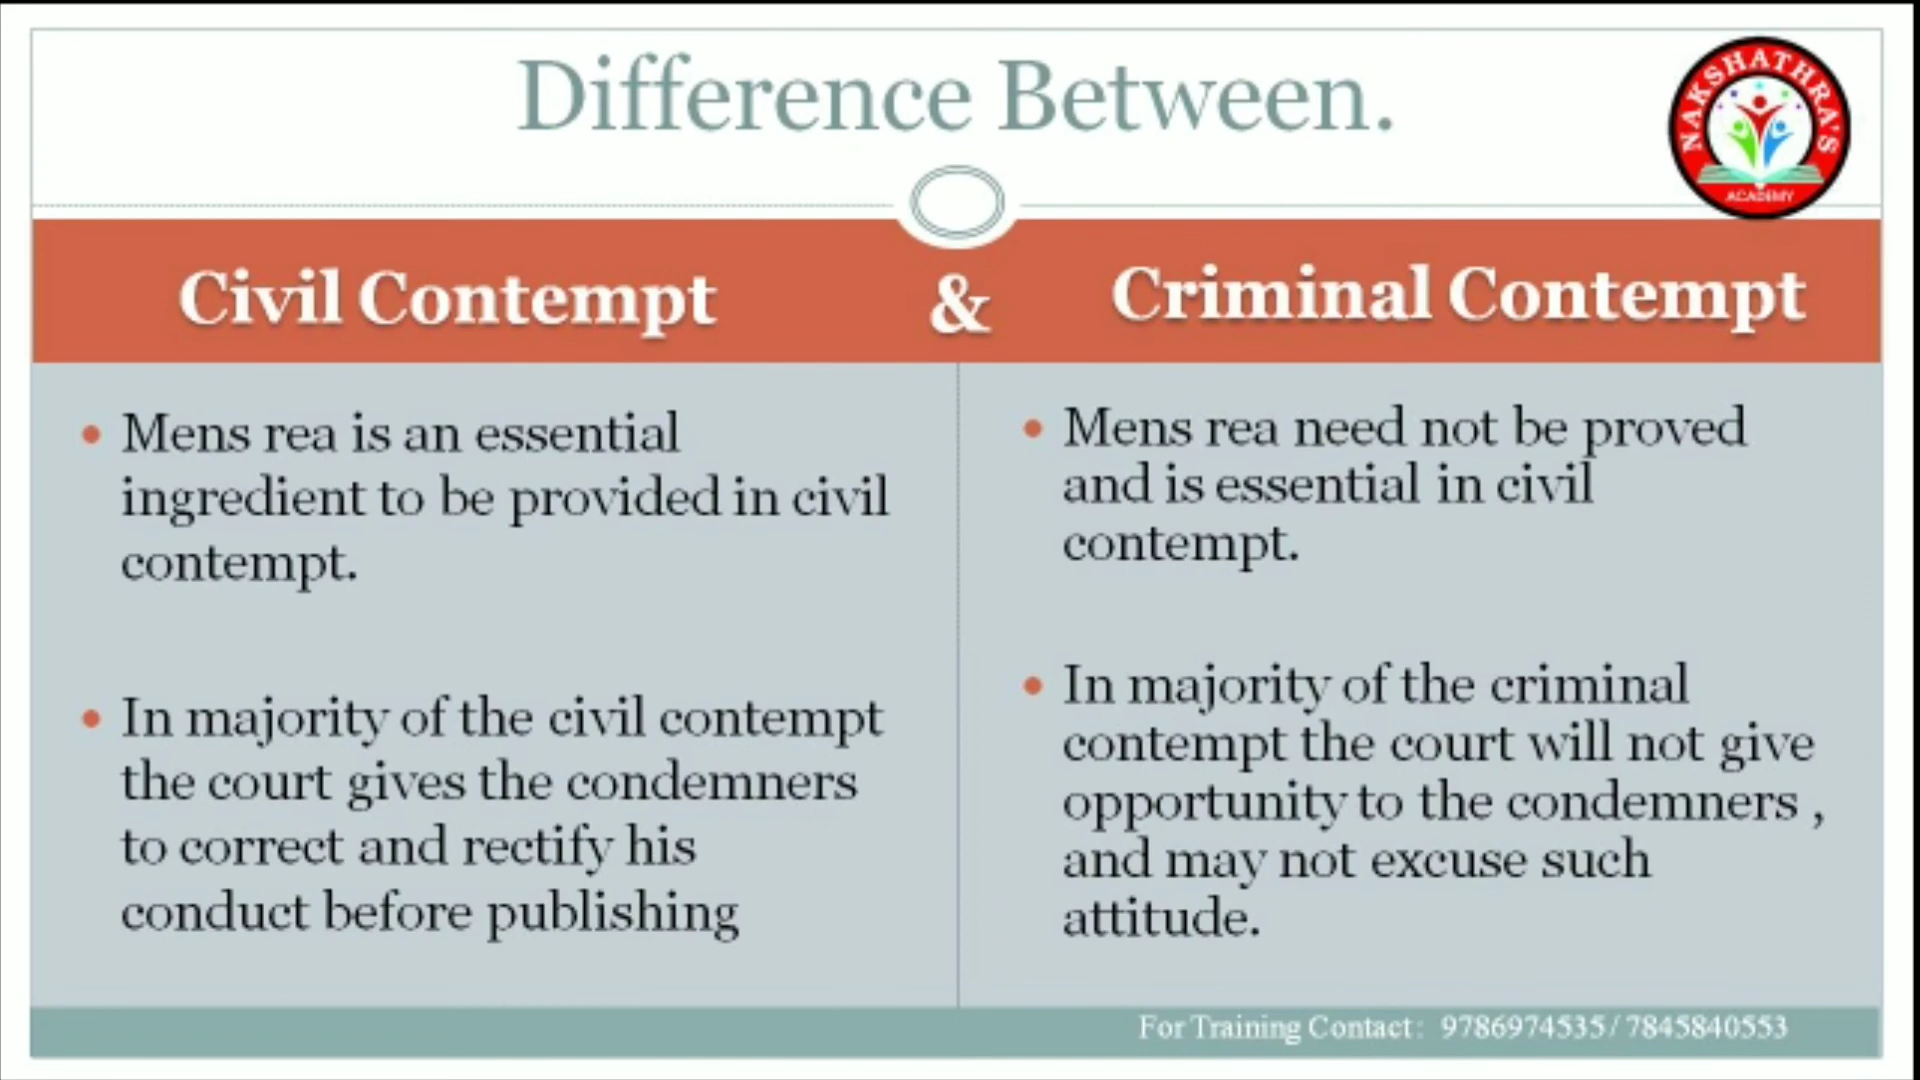 Difference Between.
NAKSHATHRA'S
ACADEMY
Civil Contempt & Criminal Contempt
• Mens rea is an essential
ingredient to be provided in civil
contempt.
• In majority of the civil contempt
the court gives the condemners
to correct and rectify his
conduct before publishing
• Mens rea need not be proved
and is essential in civil
contempt.
• In majority of the criminal
contempt the court will not give
opportunity to the condemners ,
and may not excuse such
attitude.
For Training Contact : 9786974535 / 7845840553